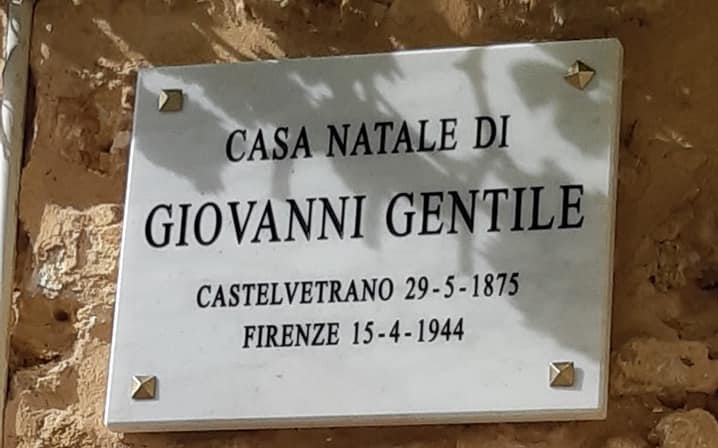 CASA NATALE DI
GIOVANNI GENTILE
CASTELVETRANO 29-5-1875
FIRENZE 15-4-1944